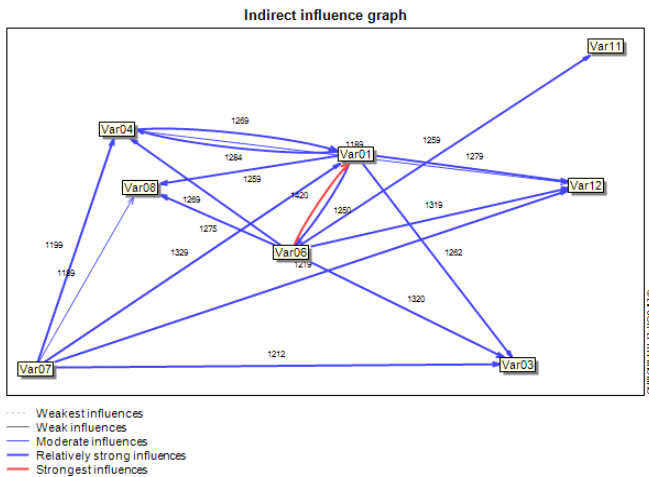 Indirect influence graph
Var11
1269
Var04
1189
1259
Var01
1284
1279
1259
Var08
Var12
1420
1269
1319
1250
1275
1199
1329
Var06
1262
1219
1189
1320
1212
Var07
Var03
Weakest influences
Weak influences
Moderate influences
Relatively strong influences
Strongest influences